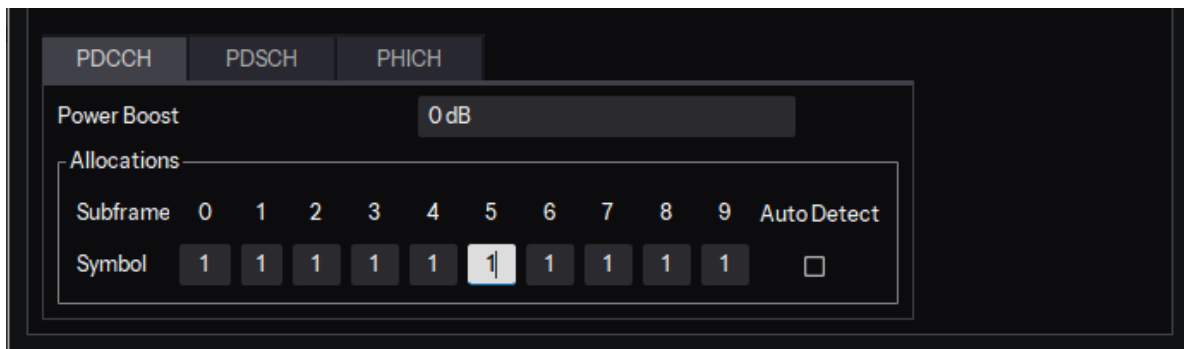 PDCCH PDSCH PHICH
Power Boost 0 dB
Allocations
Subframe 0 1 2 3 4 5 6 7 8 9 Auto Detect
Symbol 1 1 1 1 1 1 1 1 1 1